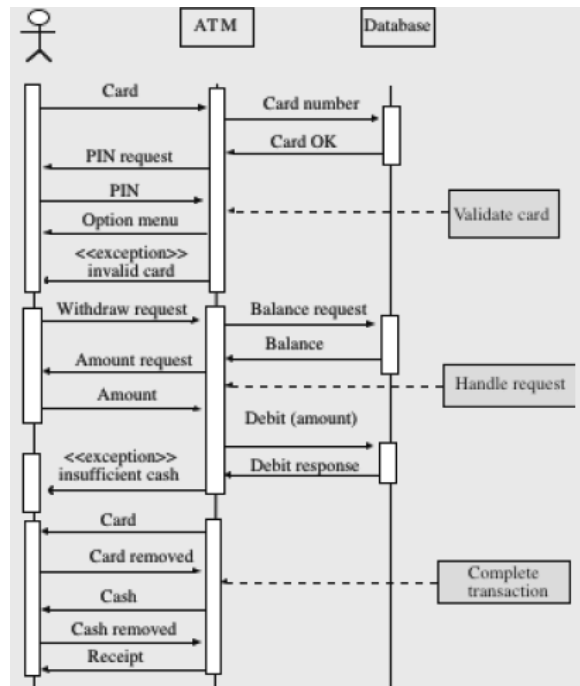 ATM
Database
Card
Card number
Card OK
PIN request
PIN
Option menu
Validate card
<<exception>>
invalid card
Withdraw request
Balance request
Balance
Amount request
Handle request
Amount
Debit (amount)
<<exception>>
insufficient cash
Debit response
Card
Card removed
Complete
transaction
Cash
Cash removed
Receipt